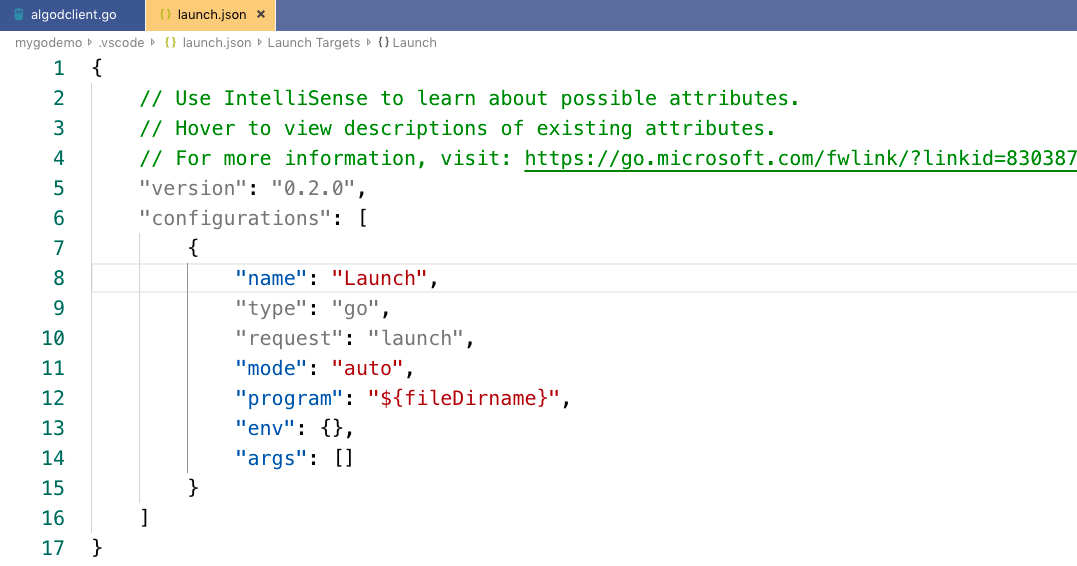 algodclient.go launch.json ×
mygodemo .vscode {} launch.json Launch Targets {} Launch
1 {
2 // Use IntelliSense to learn about possible attributes.
3 // Hover to view descriptions of existing attributes.
4 // For more information, visit: https://go.microsoft.com/fwlink/?linkid=830387
5 "version": "0.2.0",
6 "configurations": [
7 {
8 "name": "Launch",
9 "type": "go",
10 "request": "launch",
11 "mode": "auto",
12 "program": "${fileDirname}",
13 "env": {},
14 "args": []
15 }
16 ]
17 }